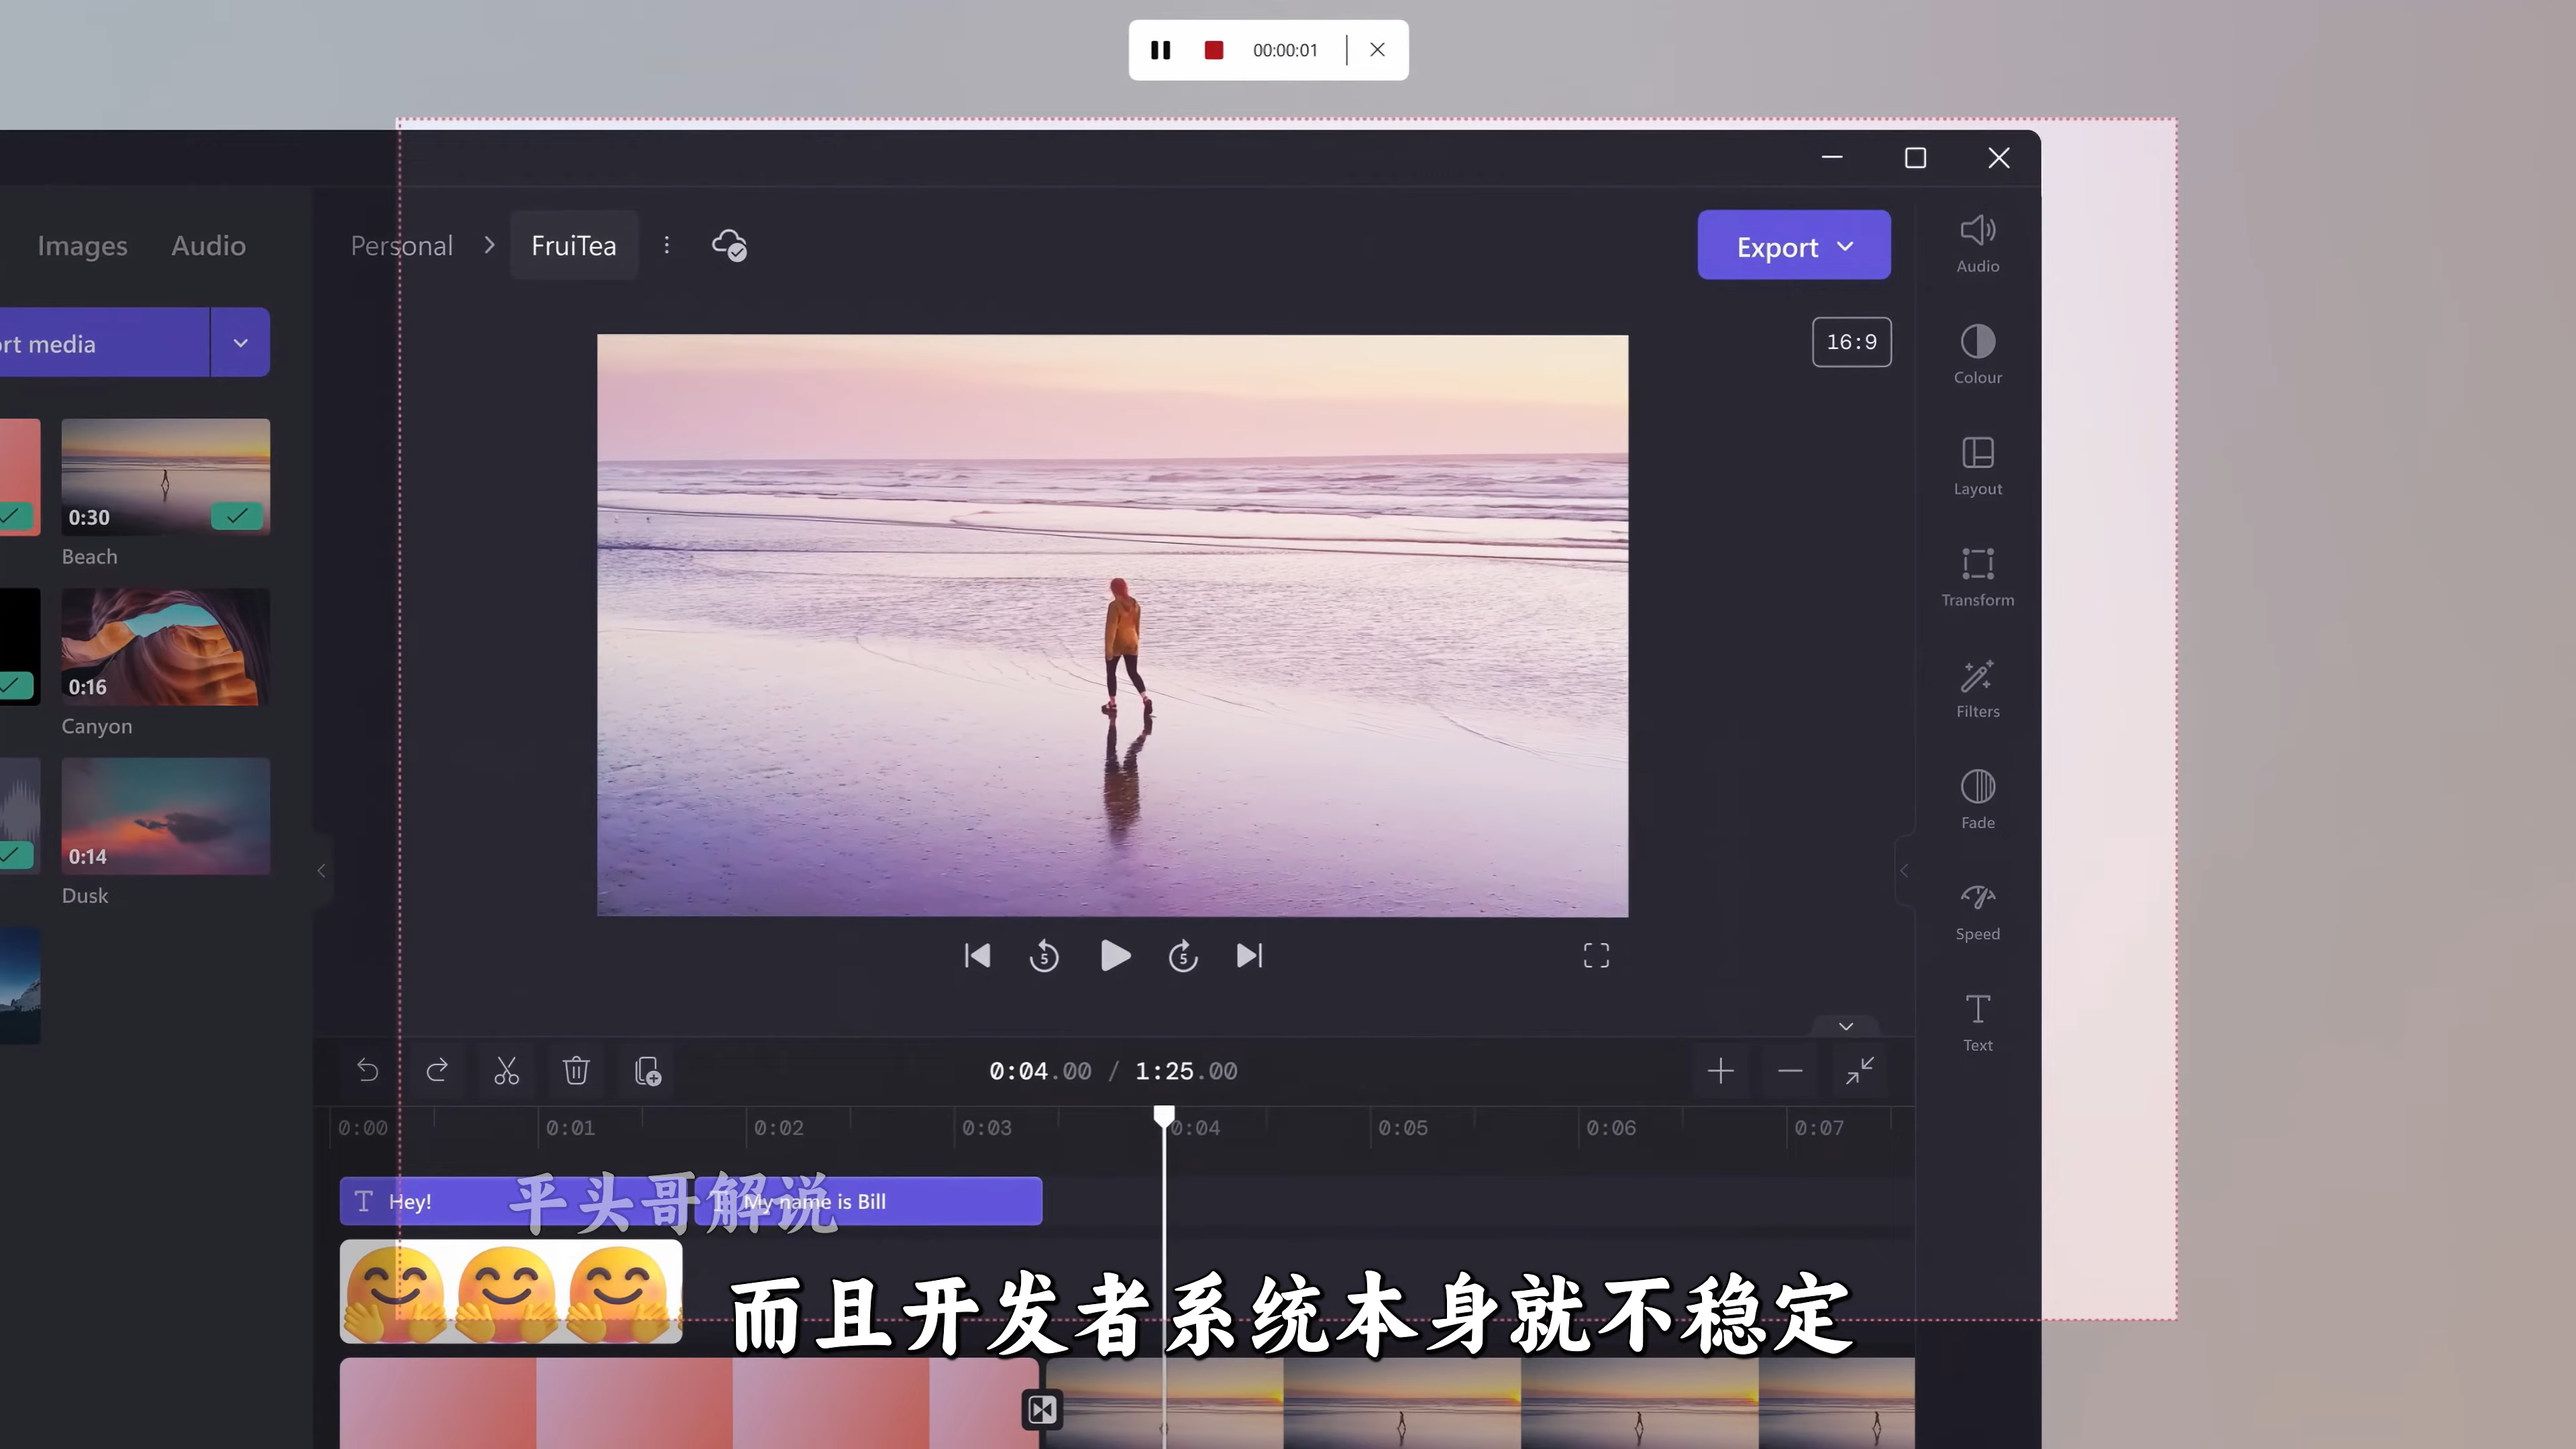 00:00:01
Images Audio
Personal FruiTea
Export
Audio
ort media
16:9
Colour
Layout
0:30
Beach
Transform
0:16
Canyon
Filters
Fade
0:14
Dusk
Speed
5 5
Text
0:04.00 / 1:25.00
0:00 0:01 0:02 0:03 0:04 0:05 0:06 0:07
T Hey! T My name is Bill
平头哥解说
而且开发者系统本身就不稳定